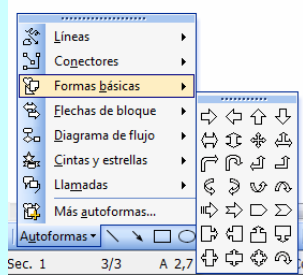 Líneas
Conectores
Formas básicas
Flechas de bloque
Diagrama de flujo
Cintas y estrellas
Llamadas
Más autoformas...
Autoformas
Sec. 1 3/3 A 2,7